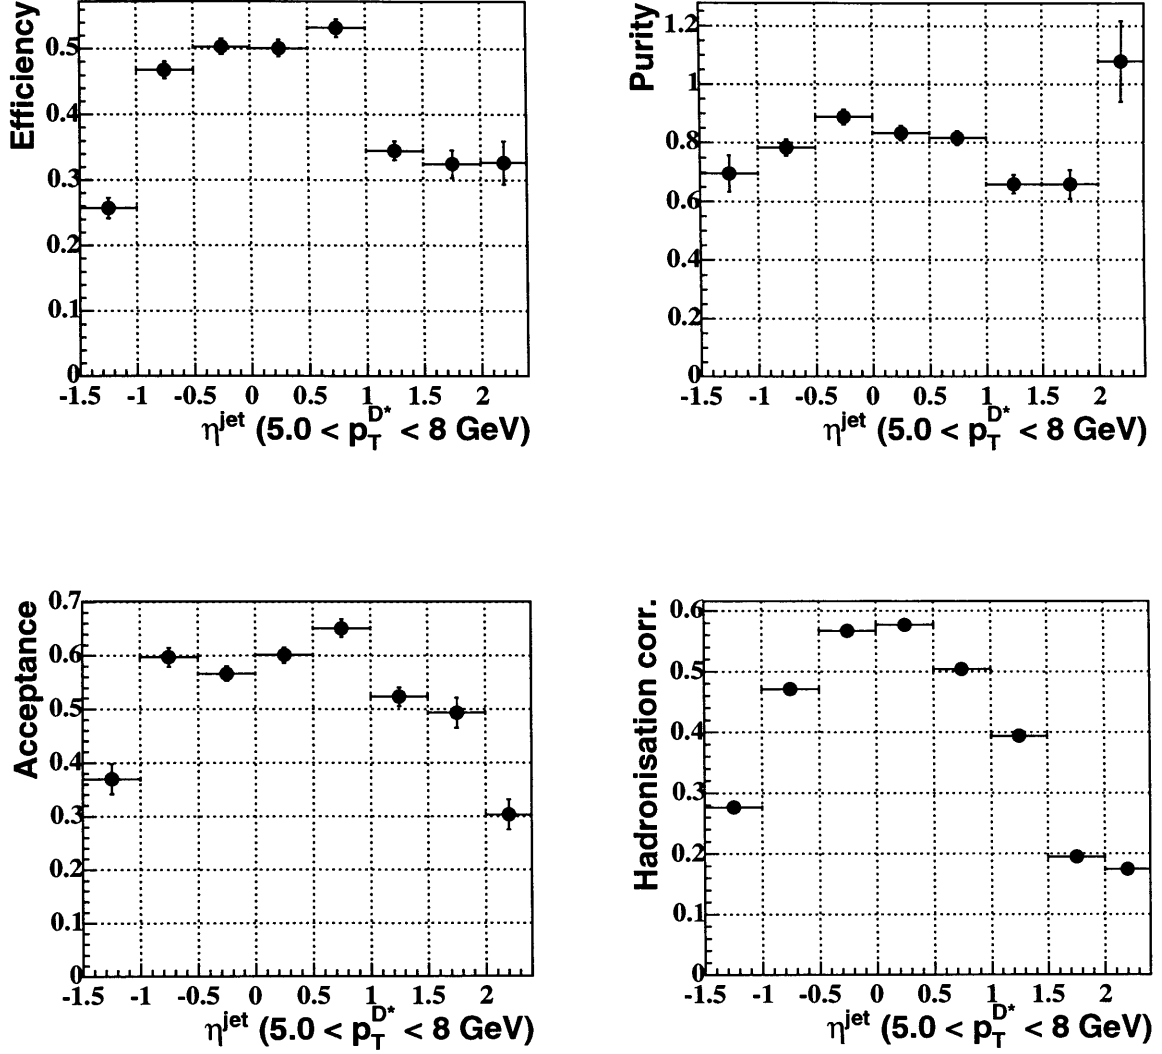 Efficiency
0.5
0.4
0.3
0.2
0.1
0
-1.5 -1 -0.5 0 0.5 1 1.5 2
η^jet (5.0 < p_T^D* < 8 GeV)
Purity
1.2
1
0.8
0.6
0.4
0.2
0
-1.5 -1 -0.5 0 0.5 1 1.5 2
η^jet (5.0 < p_T^D* < 8 GeV)
Acceptance
0.7
0.6
0.5
0.4
0.3
0.2
0.1
0
-1.5 -1 -0.5 0 0.5 1 1.5 2
η^jet (5.0 < p_T^D* < 8 GeV)
Hadronisation corr.
0.6
0.5
0.4
0.3
0.2
0.1
0
-1.5 -1 -0.5 0 0.5 1 1.5 2
η^jet (5.0 < p_T^D* < 8 GeV)